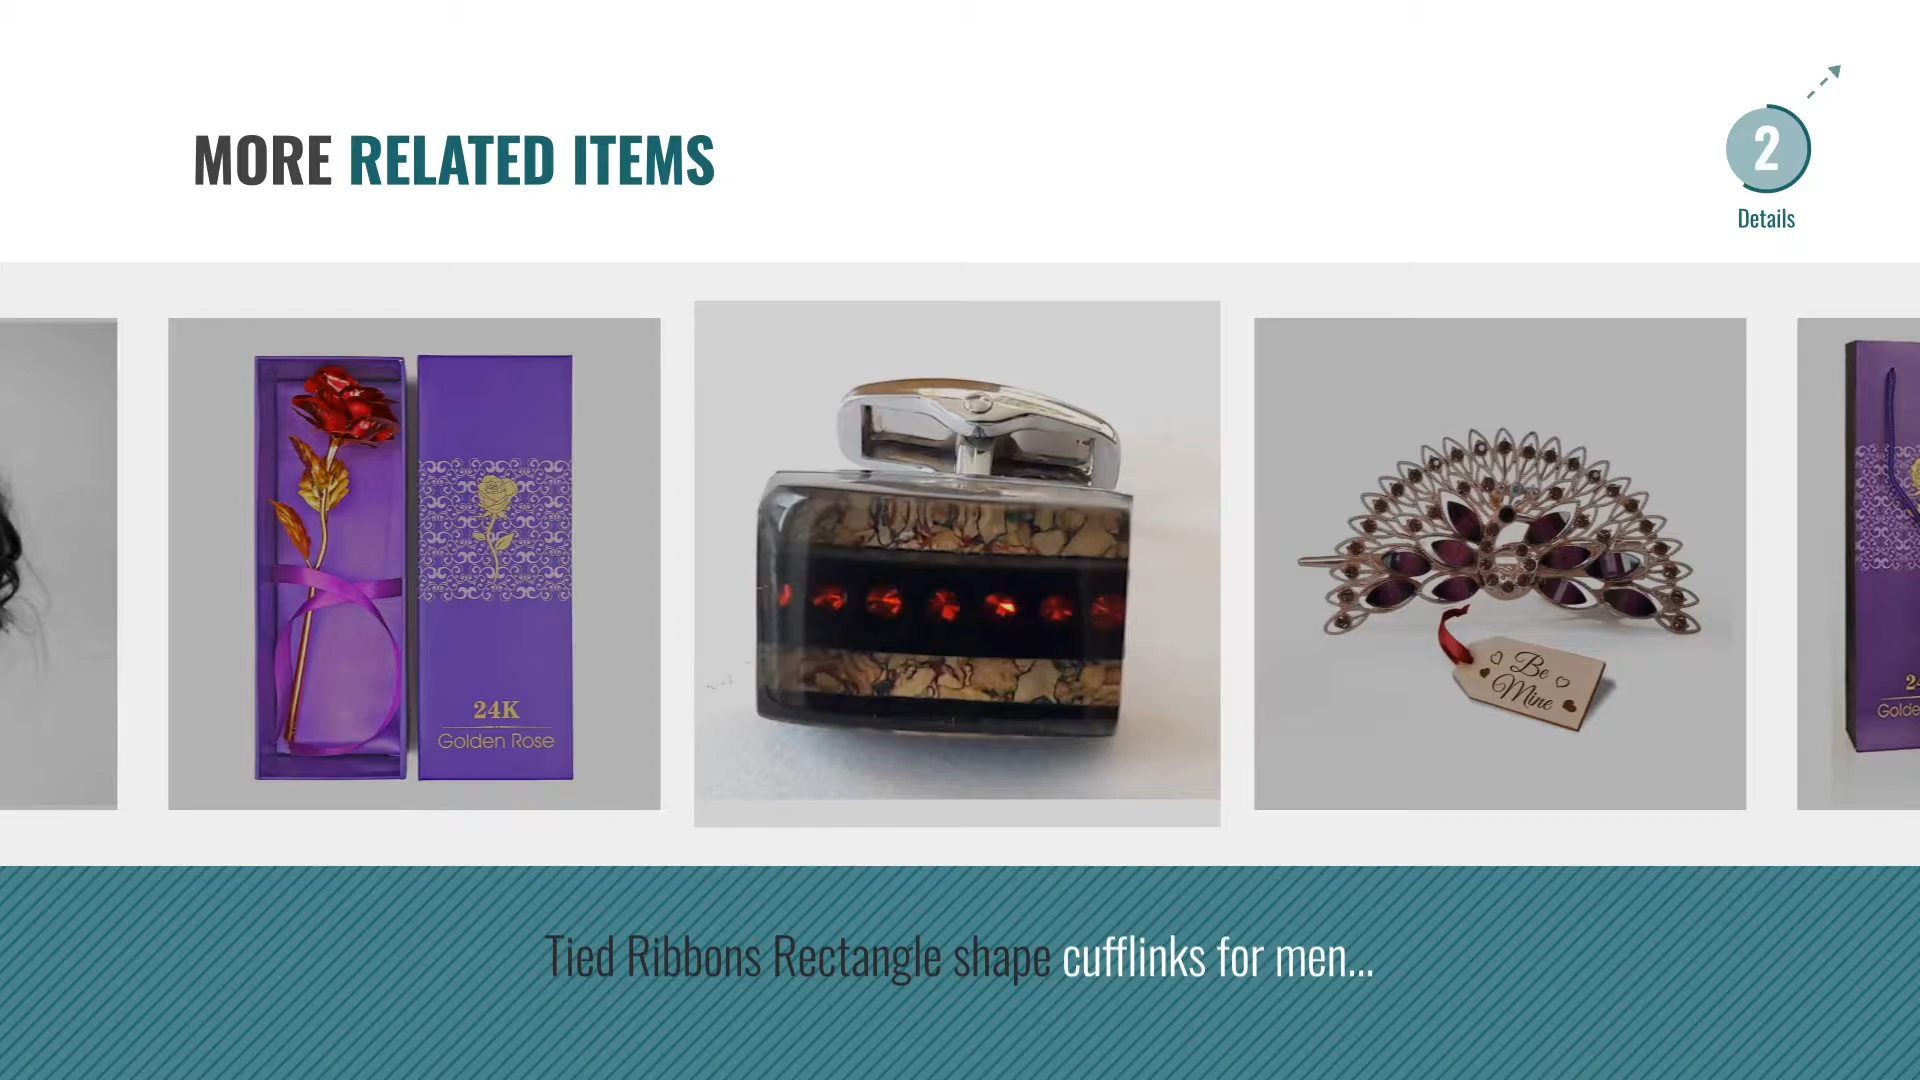 MORE RELATED ITEMS
2
Details
24K
Golden Rose
Be
Mine
Tied Ribbons Rectangle shape cufflinks for men...